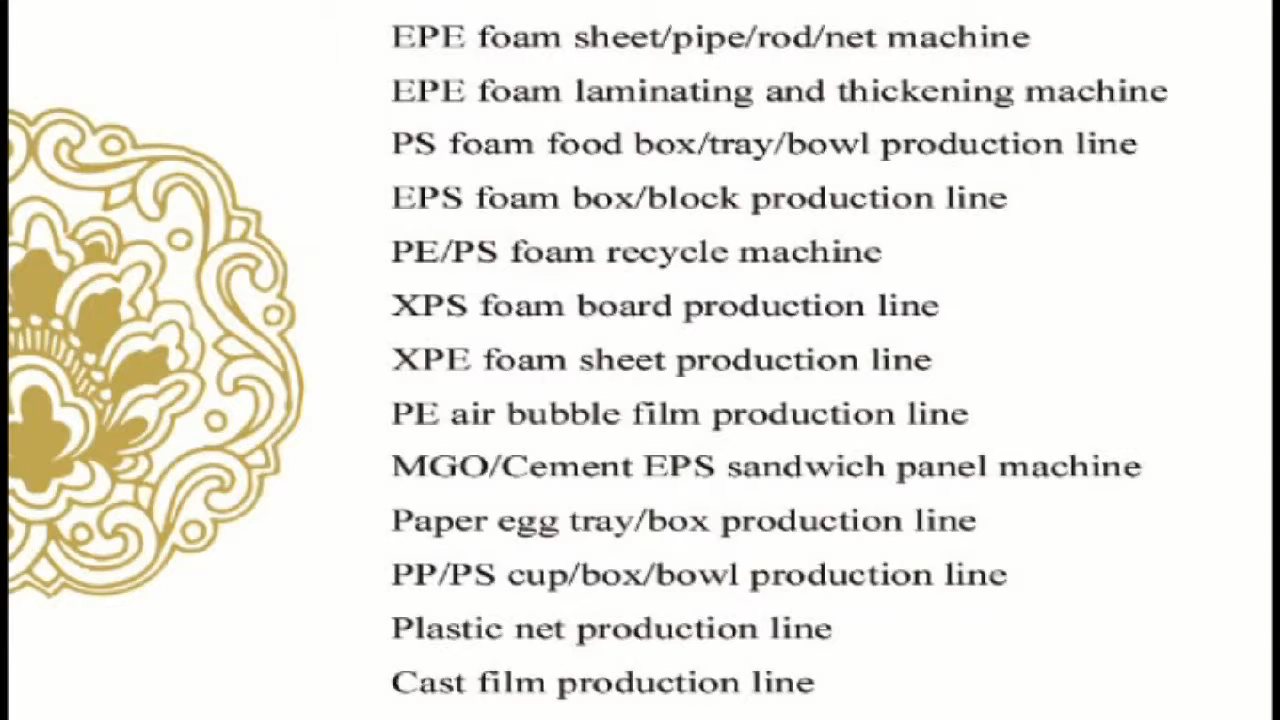 EPE foam sheet/pipe/rod/net machine
EPE foam laminating and thickening machine
PS foam food box/tray/bowl production line
EPS foam box/block production line
PE/PS foam recycle machine
XPS foam board production line
XPE foam sheet production line
PE air bubble film production line
MGO/Cement EPS sandwich panel machine
Paper egg tray/box production line
PP/PS cup/box/bowl production line
Plastic net production line
Cast film production line